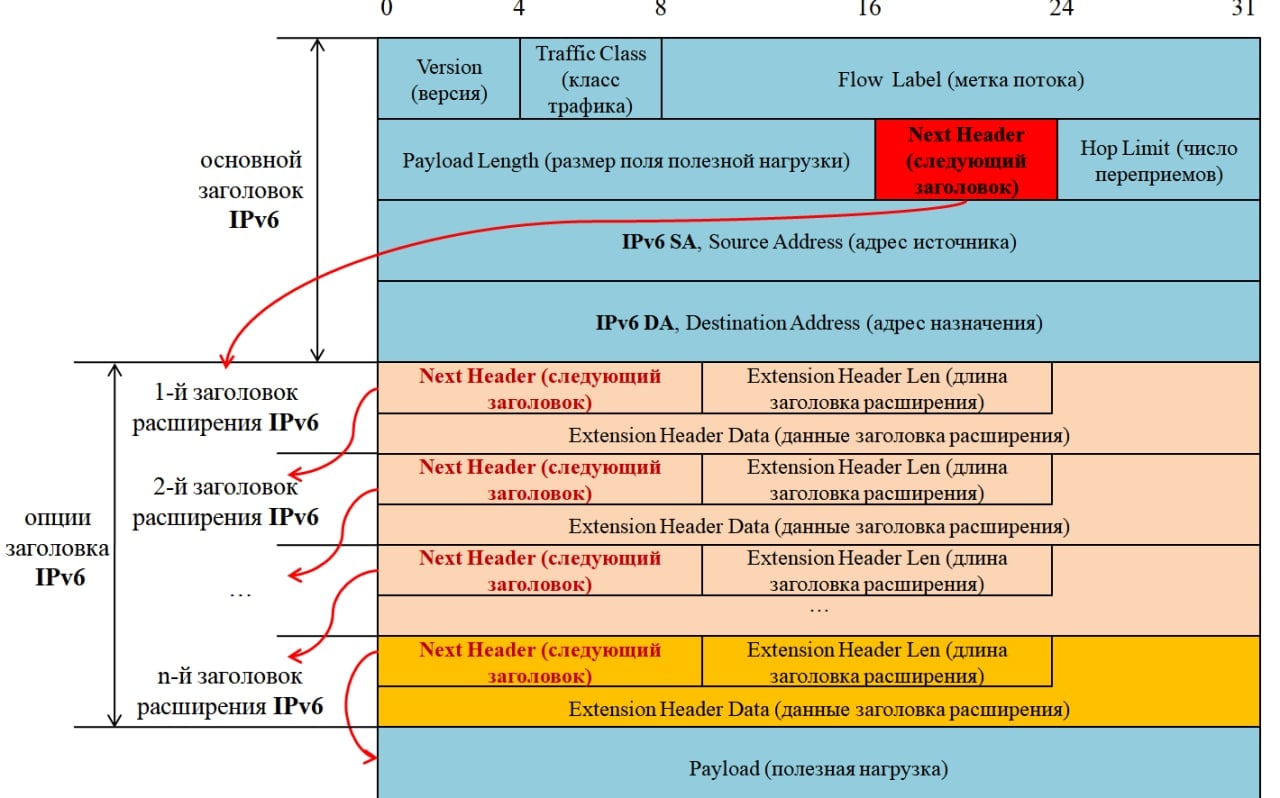 0 4 8 16 24 31
Version
(версия)
Traffic Class
(класс
трафика)
Flow Label (метка потока)
основной
заголовок
IPv6
Payload Length (размер поля полезной нагрузки)
Next Header
(следующий
заголовок)
Hop Limit (число
переприемов)
IPv6 SA, Source Address (адрес источника)
IPv6 DA, Destination Address (адрес назначения)
опции
заголовка
IPv6
1-й заголовок
расширения IPv6
Next Header (следующий
заголовок)
Extension Header Len (длина
заголовка расширения)
Extension Header Data (данные заголовка расширения)
2-й заголовок
расширения IPv6
Next Header (следующий
заголовок)
Extension Header Len (длина
заголовка расширения)
Extension Header Data (данные заголовка расширения)
…
Next Header (следующий
заголовок)
Extension Header Len (длина
заголовка расширения)
…
n-й заголовок
расширения IPv6
Next Header (следующий
заголовок)
Extension Header Len (длина
заголовка расширения)
Extension Header Data (данные заголовка расширения)
Payload (полезная нагрузка)